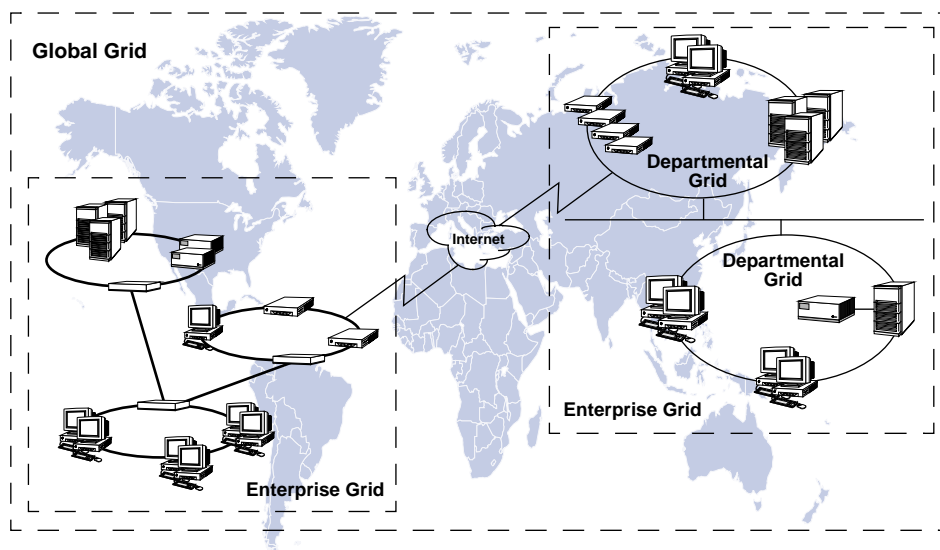 Global Grid
Departmental
Grid
Internet
Departmental
Grid
Enterprise Grid
Enterprise Grid